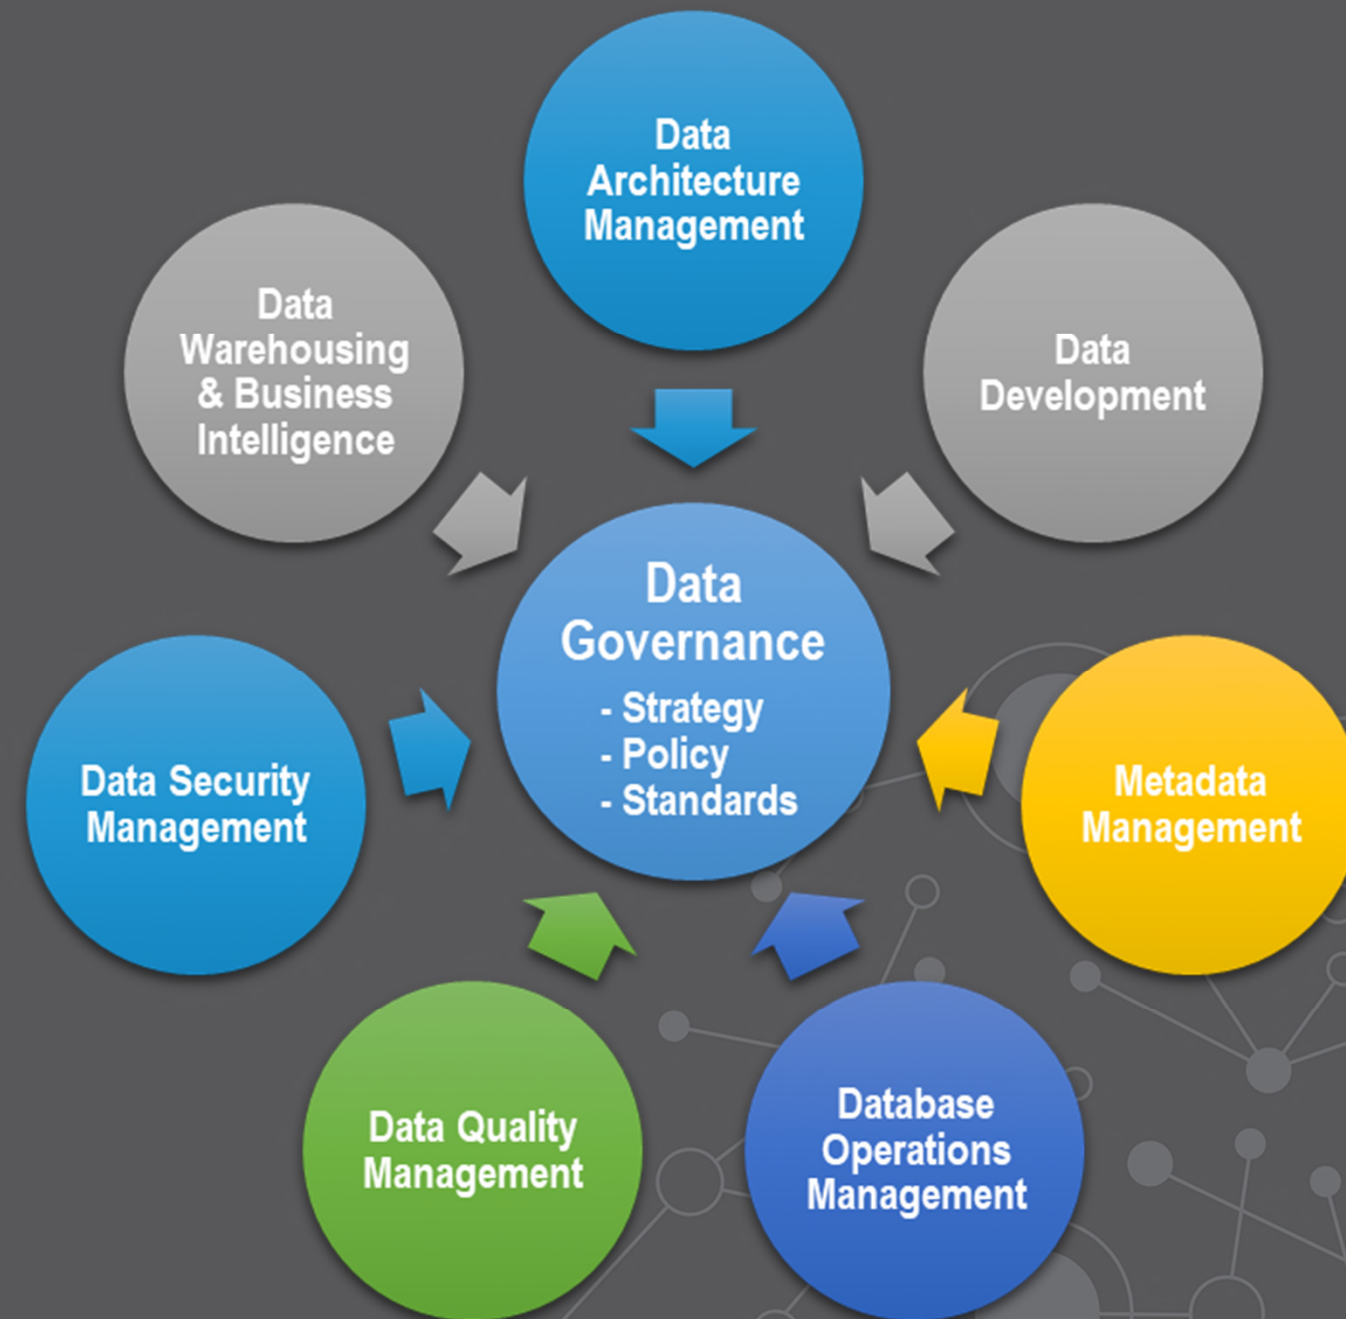 Data
Architecture
Management
Data
Warehousing
& Business
Intelligence
Data
Development
Data
Governance
- Strategy
- Policy
- Standards
Data Security
Management
Metadata
Management
Data Quality
Management
Database
Operations
Management